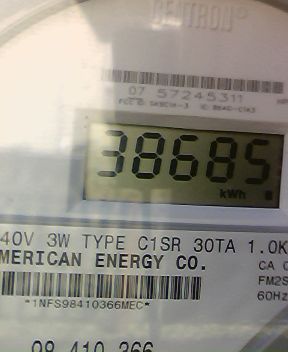 CENTRON®
07 57245311
38685
kWh
40V 3W TYPE C1SR 30TA 1.0K
MERICAN ENERGY CO.
CA 0
FM2S
60Hz
*1NFS98410366MEC*
98 410 366